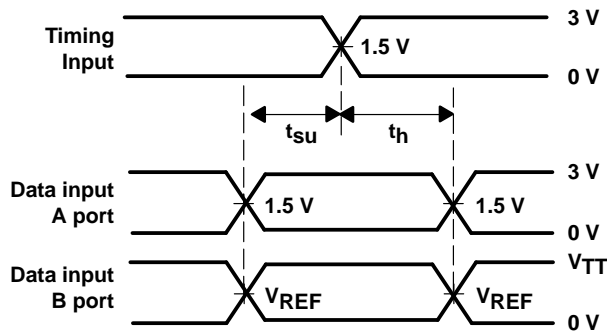 3 V
Timing
Input
1.5 V
0 V
tsu
th
3 V
Data input
A port
1.5 V
1.5 V
0 V
VTT
Data input
B port
VREF
VREF
0 V